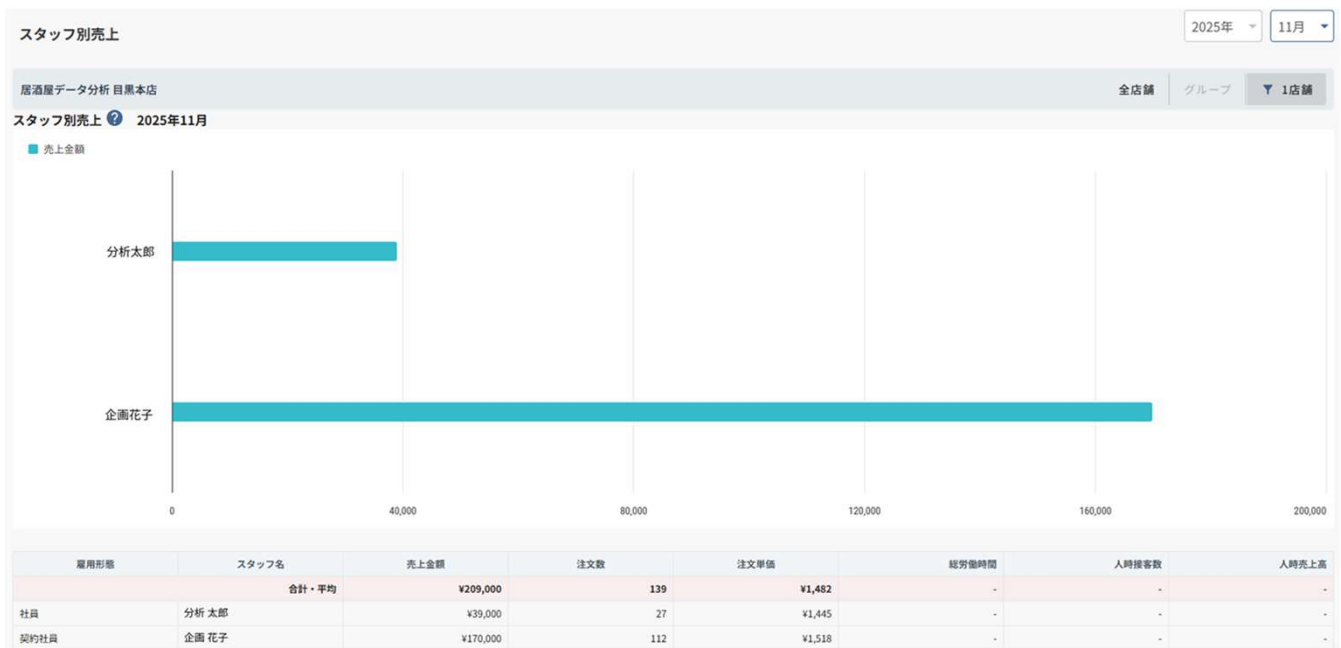 スタッフ別売上
2025年 11月
居酒屋データ分析 目黒本店 全店舗 グループ 1店舗
スタッフ別売上 ? 2025年11月
売上金額
分析太郎
企画花子
0 40,000 80,000 120,000 160,000 200,000
雇用形態 スタッフ名 売上金額 注文数 注文単価 総労働時間 人時接客数 人時売上高
合計・平均 ¥209,000 139 ¥1,482 - - -
社員 分析 太郎 ¥39,000 27 ¥1,445 - - -
契約社員 企画 花子 ¥170,000 112 ¥1,518 - - -